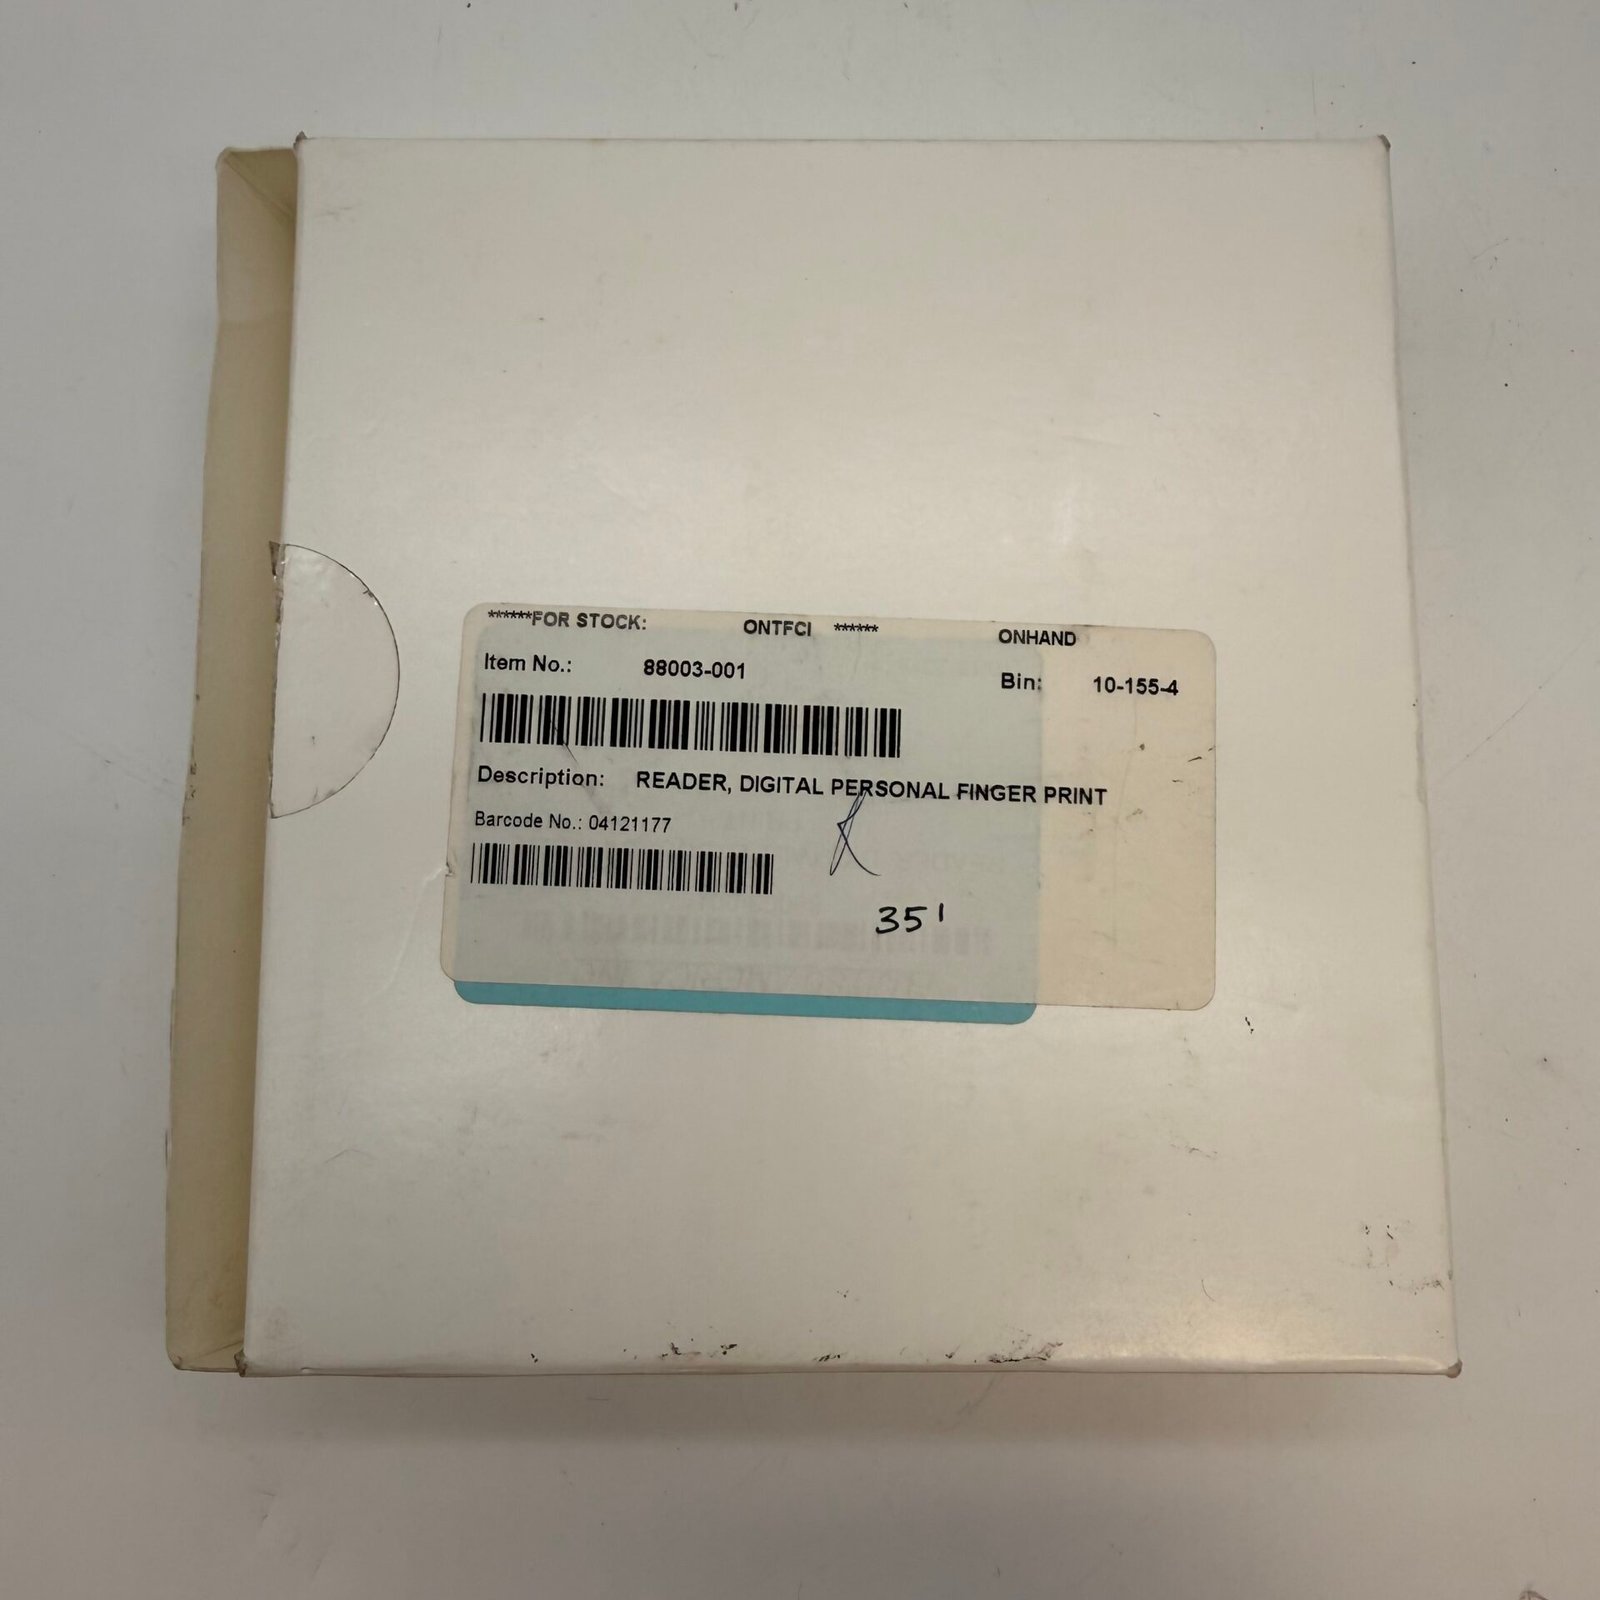 ******FOR STOCK: ONTFCI ****** ONHAND
Item No.: 88003-001 Bin: 10-155-4
Description: READER, DIGITAL PERSONAL FINGER PRINT
Barcode No.: 04121177
35'